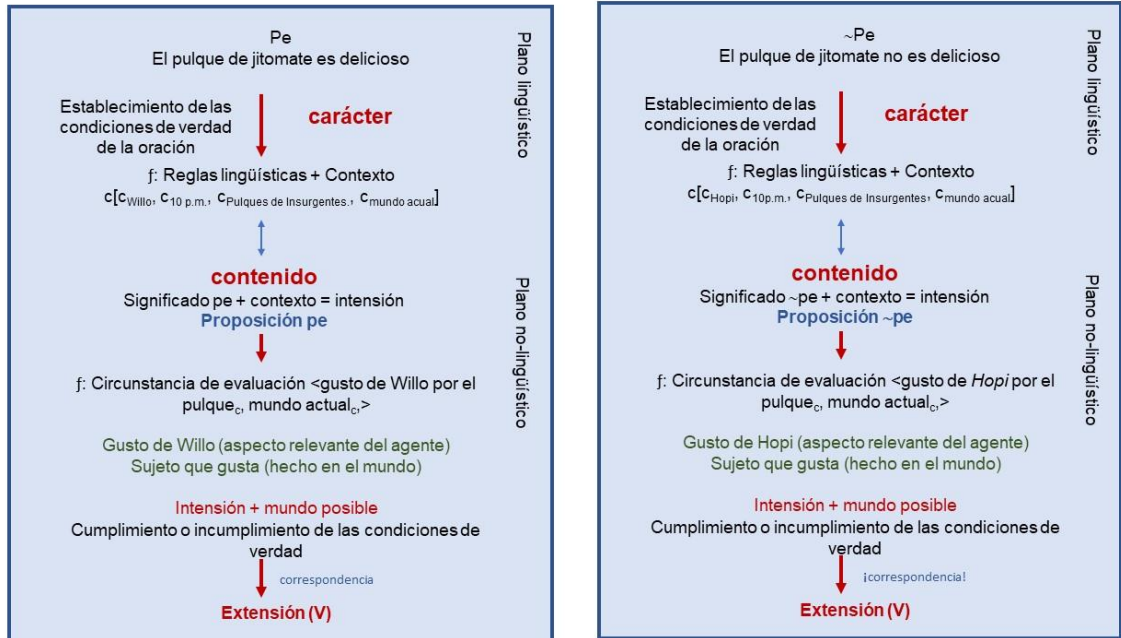 Pe
El pulque de jitomate es delicioso
Plano lingüístico
Establecimiento de las
condiciones de verdad
de la oración
carácter
ƒ: Reglas lingüísticas + Contexto
c[cWillo, c10 p.m., cPulques de Insurgentes., cmundo actual]
contenido
Significado pe + contexto = intensión
Proposición pe
Plano no-lingüístico
ƒ: Circunstancia de evaluación <gusto de Willo por el
pulquec, mundo actualc,>
Gusto de Willo (aspecto relevante del agente)
Sujeto que gusta (hecho en el mundo)
Intensión + mundo posible
Cumplimiento o incumplimiento de las condiciones de
verdad
correspondencia
Extensión (V)
~Pe
El pulque de jitomate no es delicioso
Plano lingüístico
Establecimiento de las
condiciones de verdad
de la oración
carácter
ƒ: Reglas lingüísticas + Contexto
c[cHopi, c10p.m., cPulques de Insurgentes, cmundo actual]
contenido
Significado ~pe + contexto = intensión
Proposición ~pe
Plano no-lingüístico
ƒ: Circunstancia de evaluación <gusto de Hopi por el
pulquec, mundo actualc,>
Gusto de Hopi (aspecto relevante del agente)
Sujeto que gusta (hecho en el mundo)
Intensión + mundo posible
Cumplimiento o incumplimiento de las condiciones de
verdad
¡correspondencia!
Extensión (V)